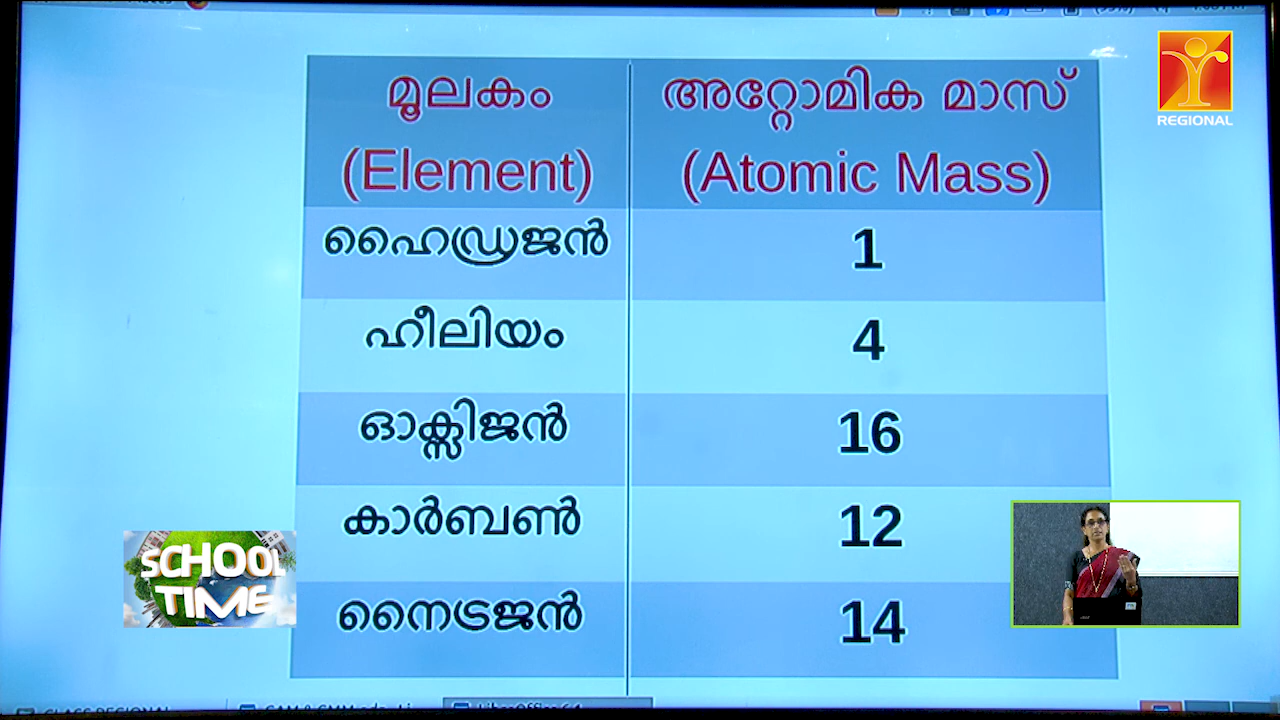 REGIONAL
മൂലകം അറ്റോമിക മാസ്
(Element) (Atomic Mass)
ഹൈഡ്രജൻ 1
ഹീലിയം 4
ഓക്സിജൻ 16
കാർബൺ 12
നൈട്രജൻ 14
SCHOOL
TIME